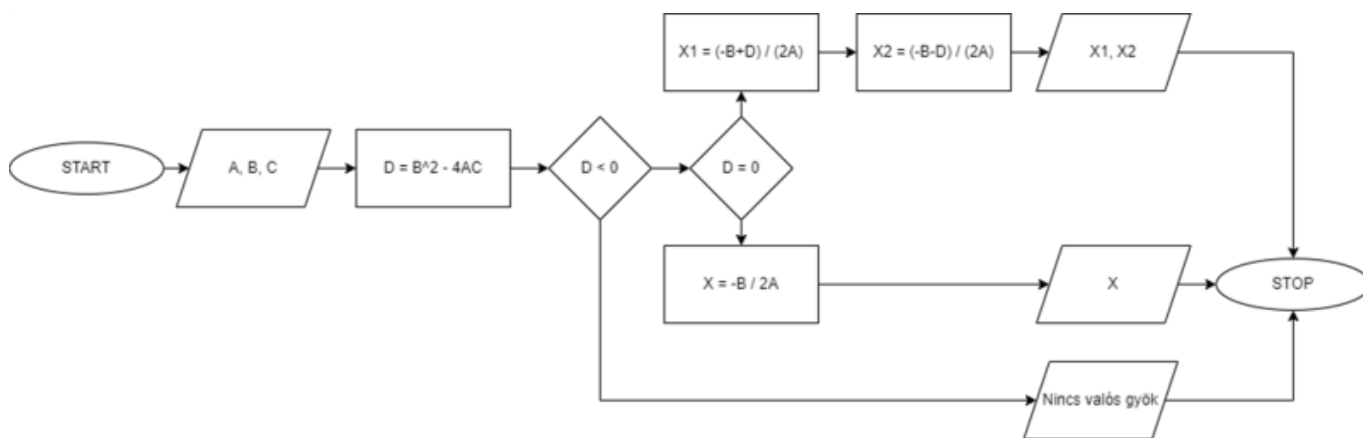 START
A, B, C
D = B^2 - 4AC
D < 0
D = 0
X1 = (-B+D) / (2A)
X2 = (-B-D) / (2A)
X1, X2
X = -B / 2A
X
STOP
Nincs valós gyök